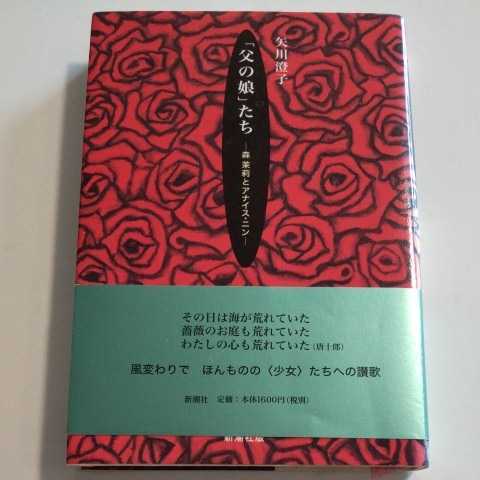 矢川澄子
「父の娘」たち
―森 茉莉とアナイス・ニン―
その日は海が荒れていた
薔薇のお庭も荒れていた
わたしの心も荒れていた（唐十郎）
風変わりで ほんものの〈少女〉たちへの讃歌
新潮社 定価：本体1600円（税別）
新潮社版